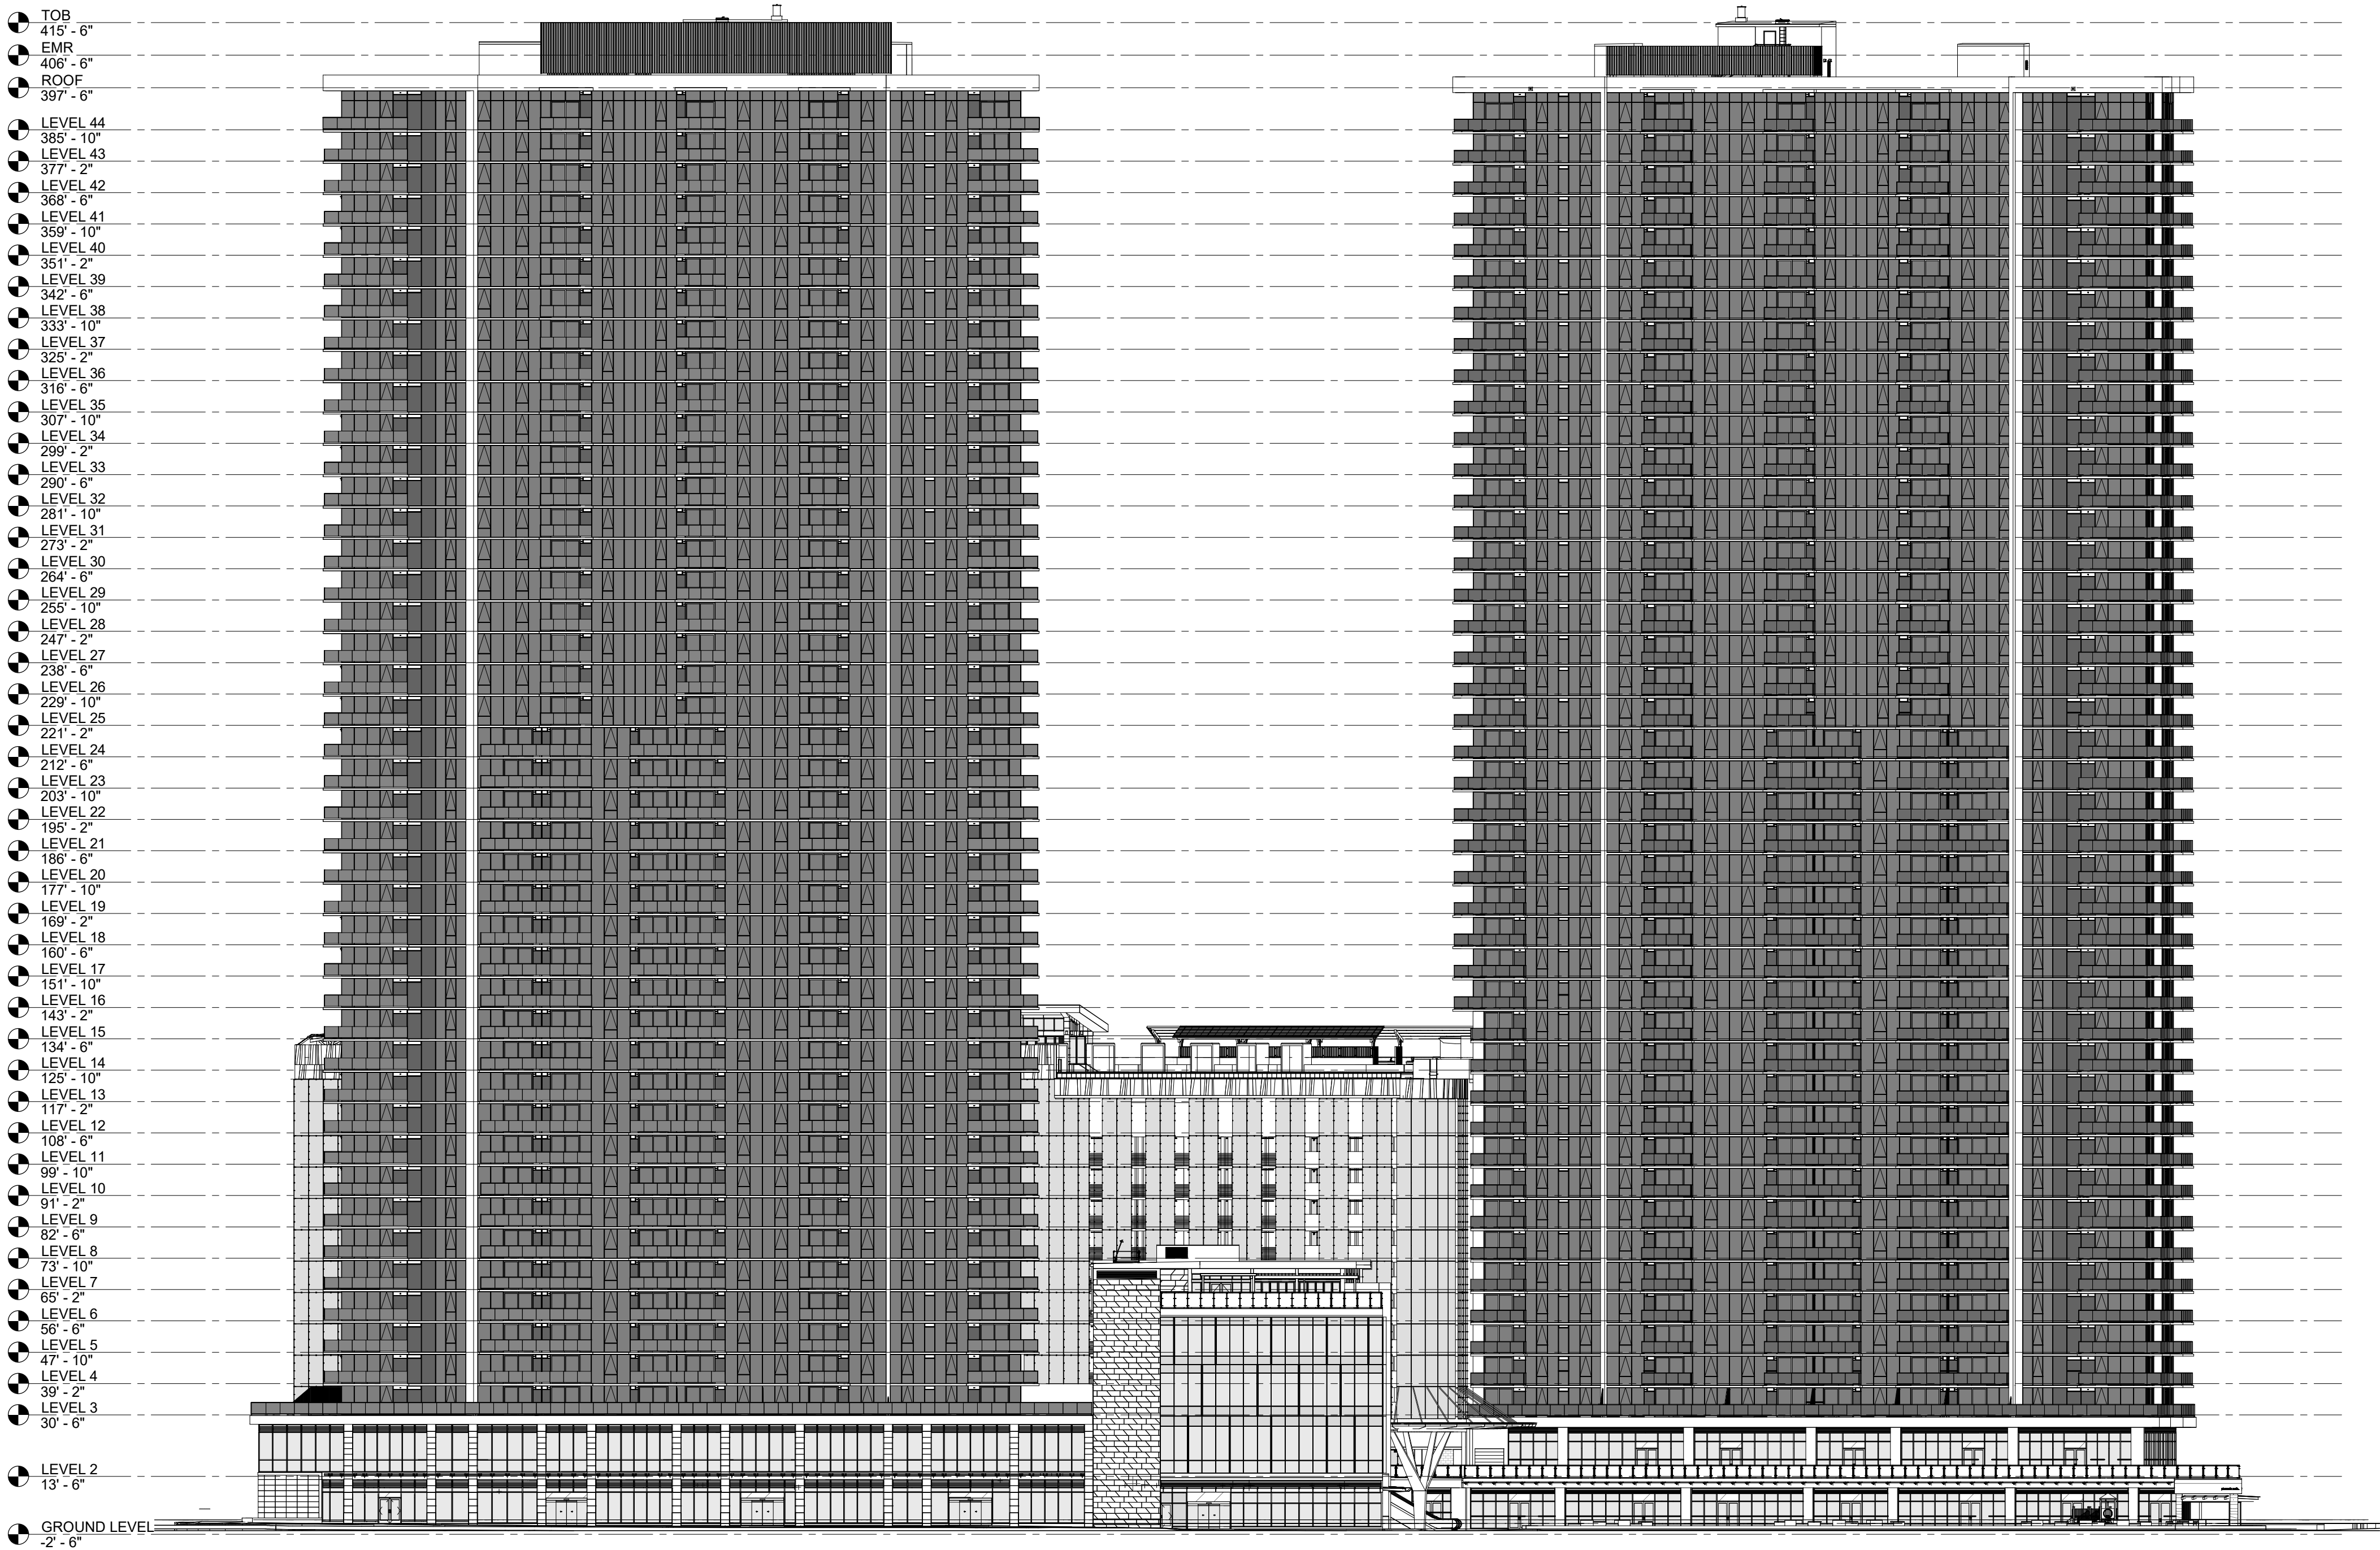 TOB
415' - 6"
EMR
406' - 6"
ROOF
397' - 6"
LEVEL 44
385' - 10"
LEVEL 43
377' - 2"
LEVEL 42
368' - 6"
LEVEL 41
359' - 10"
LEVEL 40
351' - 2"
LEVEL 39
342' - 6"
LEVEL 38
333' - 10"
LEVEL 37
325' - 2"
LEVEL 36
316' - 6"
LEVEL 35
307' - 10"
LEVEL 34
299' - 2"
LEVEL 33
290' - 6"
LEVEL 32
281' - 10"
LEVEL 31
273' - 2"
LEVEL 30
264' - 6"
LEVEL 29
255' - 10"
LEVEL 28
247' - 2"
LEVEL 27
238' - 6"
LEVEL 26
229' - 10"
LEVEL 25
221' - 2"
LEVEL 24
212' - 6"
LEVEL 23
203' - 10"
LEVEL 22
195' - 2"
LEVEL 21
186' - 6"
LEVEL 20
177' - 10"
LEVEL 19
169' - 2"
LEVEL 18
160' - 6"
LEVEL 17
151' - 10"
LEVEL 16
143' - 2"
LEVEL 15
134' - 6"
LEVEL 14
125' - 10"
LEVEL 13
117' - 2"
LEVEL 12
108' - 6"
LEVEL 11
99' - 10"
LEVEL 10
91' - 2"
LEVEL 9
82' - 6"
LEVEL 8
73' - 10"
LEVEL 7
65' - 2"
LEVEL 6
56' - 6"
LEVEL 5
47' - 10"
LEVEL 4
39' - 2"
LEVEL 3
30' - 6"
LEVEL 2
13' - 6"
GROUND LEVEL
-2' - 6"